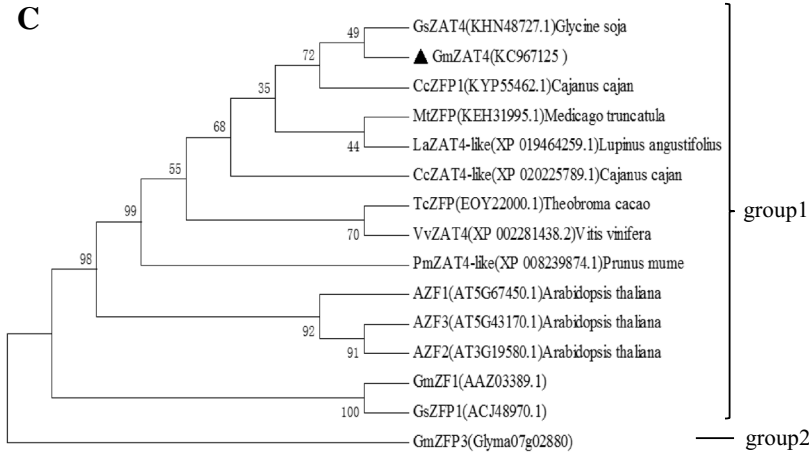 C
GsZAT4(KHN48727.1)Glycine soja
49
▲ GmZAT4(KC967125 )
72
CcZFP1(KYP55462.1)Cajanus cajan
35
MtZFP(KEH31995.1)Medicago truncatula
68
44
LaZAT4-like(XP 019464259.1)Lupinus angustifolius
55
CcZAT4-like(XP 020225789.1)Cajanus cajan
99
TcZFP(EOY22000.1)Theobroma cacao
group1
70
VvZAT4(XP 002281438.2)Vitis vinifera
98
PmZAT4-like(XP 008239874.1)Prunus mume
AZF1(AT5G67450.1)Arabidopsis thaliana
92
AZF3(AT5G43170.1)Arabidopsis thaliana
91
AZF2(AT3G19580.1)Arabidopsis thaliana
GmZF1(AAZ03389.1)
100
GsZFP1(ACJ48970.1)
GmZFP3(Glyma07g02880)
group2